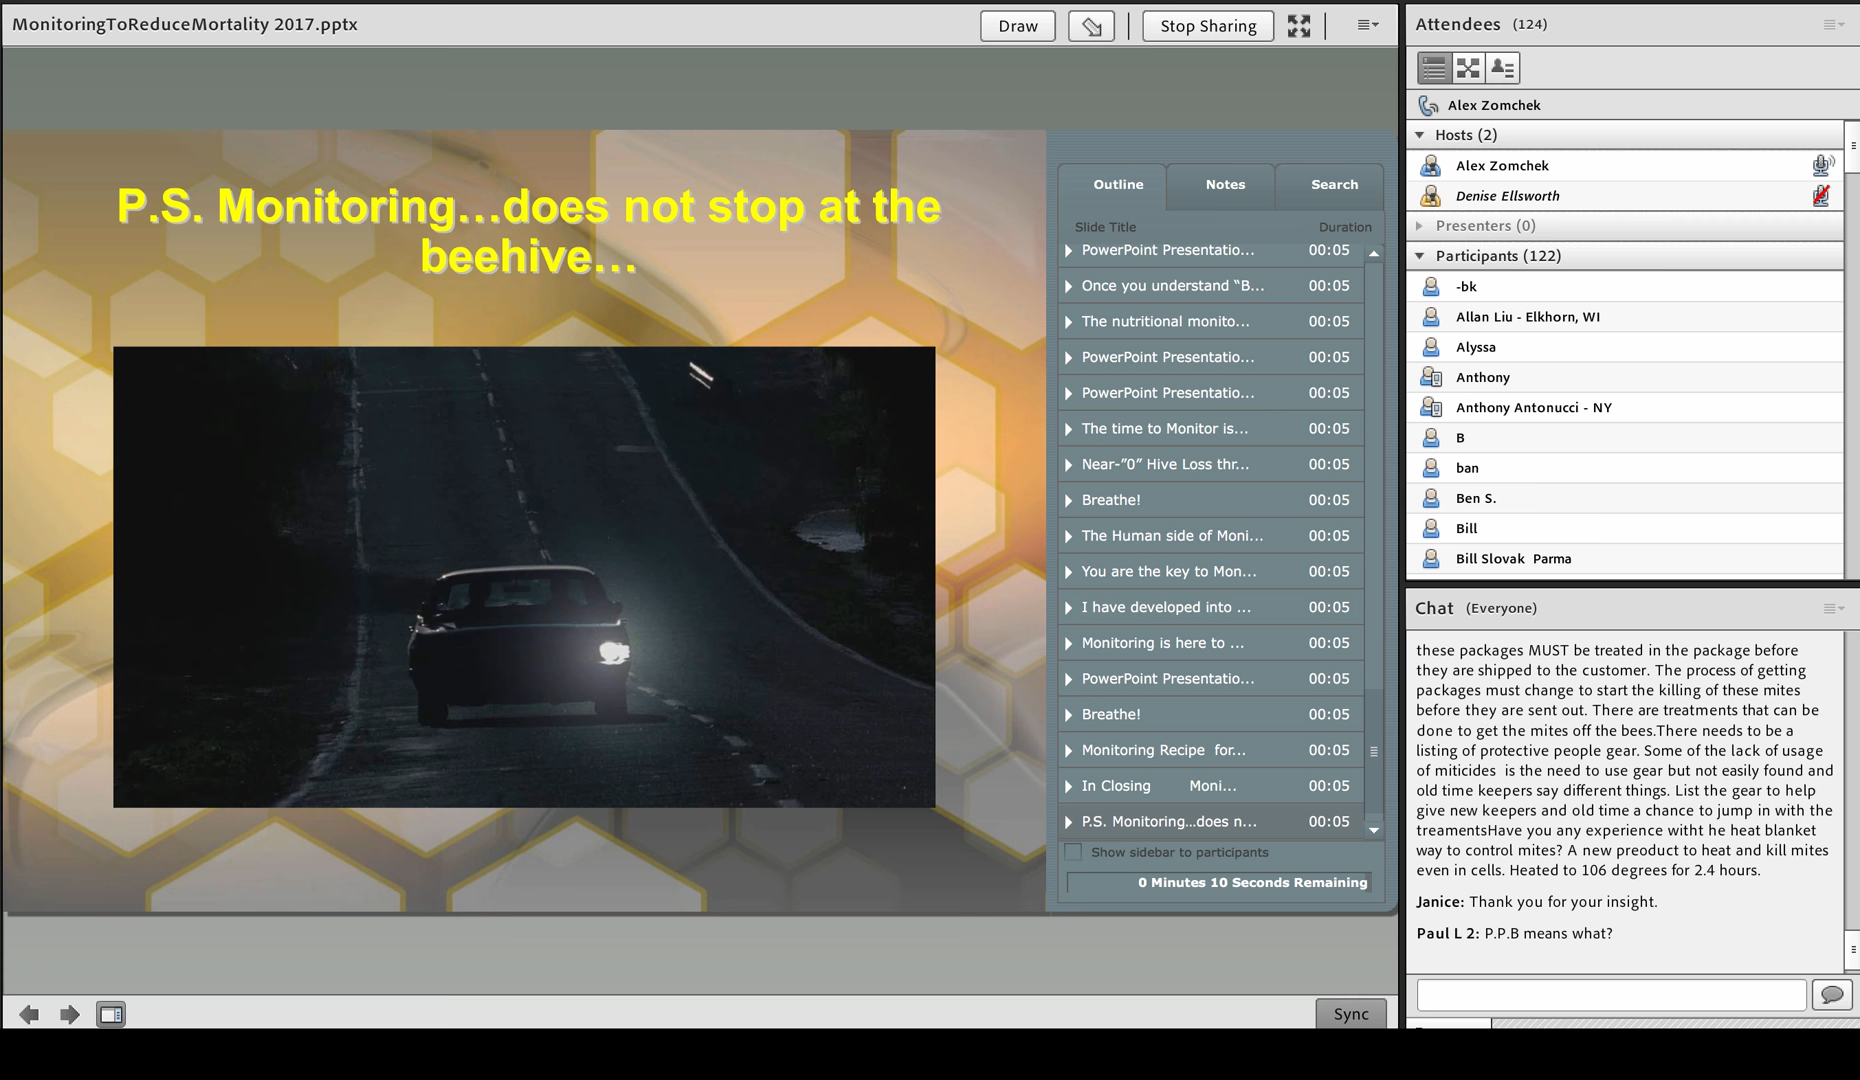 MonitoringToReduceMortality 2017.pptx
Draw
Stop Sharing
P.S. Monitoring...does not stop at the
beehive...
Outline Notes Search
Slide Title Duration
PowerPoint Presentatio... 00:05
Once you understand “B... 00:05
The nutritional monito... 00:05
PowerPoint Presentatio... 00:05
PowerPoint Presentatio... 00:05
The time to Monitor is... 00:05
Near-”0” Hive Loss thr... 00:05
Breathe! 00:05
The Human side of Moni... 00:05
You are the key to Mon... 00:05
I have developed into ... 00:05
Monitoring is here to ... 00:05
PowerPoint Presentatio... 00:05
Breathe! 00:05
Monitoring Recipe for... 00:05
In Closing Moni... 00:05
P.S. Monitoring...does n... 00:05
Show sidebar to participants
0 Minutes 10 Seconds Remaining
Sync
Attendees (124)
Alex Zomchek
Hosts (2)
Alex Zomchek
Denise Ellsworth
Presenters (0)
Participants (122)
-bk
Allan Liu - Elkhorn, WI
Alyssa
Anthony
Anthony Antonucci - NY
B
ban
Ben S.
Bill
Bill Slovak Parma
Chat (Everyone)
these packages MUST be treated in the package before
they are shipped to the customer. The process of getting
packages must change to start the killing of these mites
before they are sent out. There are treatments that can be
done to get the mites off the bees.There needs to be a
listing of protective people gear. Some of the lack of usage
of miticides is the need to use gear but not easily found and
old time keepers say different things. List the gear to help
give new keepers and old time a chance to jump in with the
treamentsHave you any experience witht he heat blanket
way to control mites? A new preoduct to heat and kill mites
even in cells. Heated to 106 degrees for 2.4 hours.
Janice: Thank you for your insight.
Paul L 2: P.P.B means what?